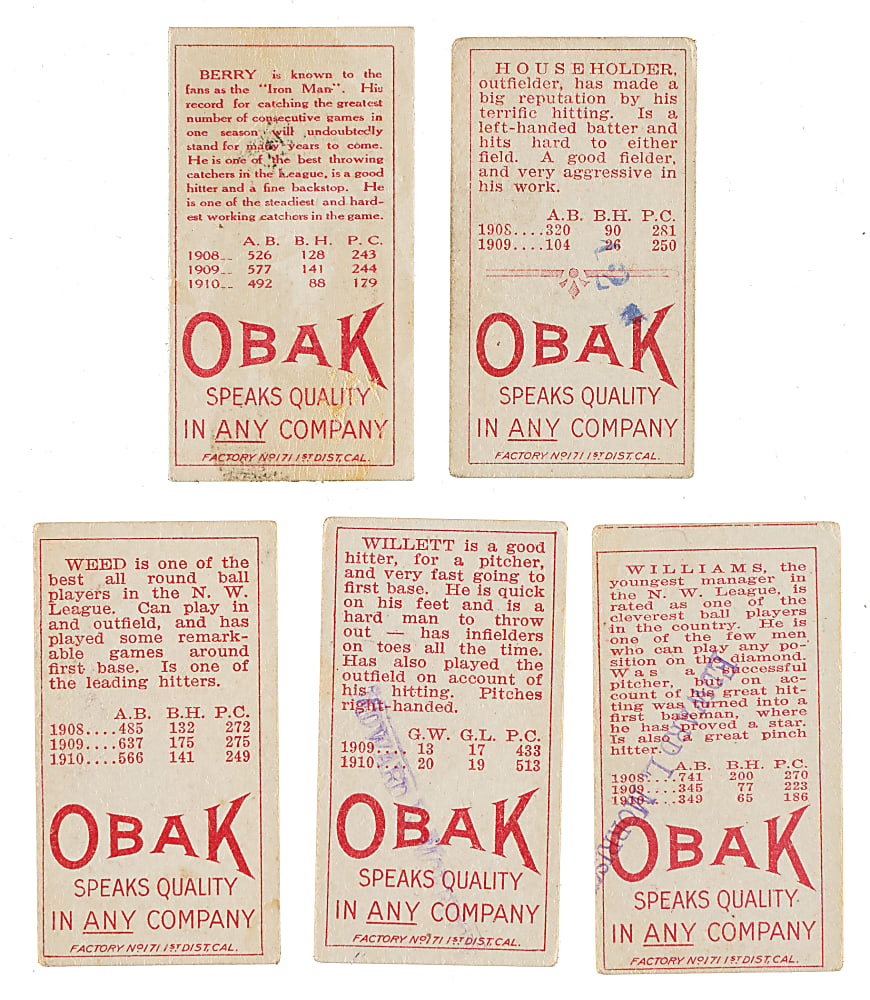 BERRY is known to the
fans as the "Iron Man". His
record for catching the greatest
number of consecutive games in
one season will undoubtedly
stand for many years to come.
He is one of the best throwing
catchers in the League, is a good
hitter and a fine backstop. He
is one of the steadiest and hard-
est working catchers in the game.
A. B. B. H. P. C.
1908-- 526 128 243
1909-- 577 141 244
1910-- 492 88 179
OBAK
SPEAKS QUALITY
IN ANY COMPANY
FACTORY Nº171 1ST DIST, CAL.
HOUSEHOLDER,
outfielder, has made a
big reputation by his
terrific hitting. Is a
left-handed batter and
hits hard to either
field. A good fielder,
and very aggressive in
his work.
A.B. B.H. P.C.
1908....320 90 281
1909....104 26 250
OBAK
SPEAKS QUALITY
IN ANY COMPANY
FACTORY Nº171 1ST DIST, CAL.
WEED is one of the
best all round ball
players in the N. W.
League. Can play in
and outfield, and has
played some remark-
able games around
first base. Is one of
the leading hitters.
A.B. B.H. P.C.
1908....485 132 272
1909....637 175 275
1910....566 141 249
OBAK
SPEAKS QUALITY
IN ANY COMPANY
FACTORY Nº171 1ST DIST, CAL.
WILLETT is a good
hitter, for a pitcher,
and very fast going to
first base. He is quick
on his feet and is a
hard man to throw
out — has infielders
on toes all the time.
Has also played the
outfield on account of
his hitting. Pitches
right-handed.
G.W. G.L. P.C.
1909.... 13 17 433
1910.... 20 19 513
EDWARD
OBAK
SPEAKS QUALITY
IN ANY COMPANY
FACTORY Nº171 1ST DIST, CAL.
WILLIAMS, the
youngest manager in
the N. W. League, is
rated as one of the
cleverest ball players
in the country. He is
one of the few men
who can play any po-
sition on the diamond.
Was a successful
pitcher, but on ac-
count of his great hit-
ting was turned into a
first baseman, where
he has proved a star.
Is also a great pinch
hitter.
A.B. B.H. P.C.
1908....741 200 270
1909....345 77 223
1910....349 65 186
EDWARD L. MORRIS
OBAK
SPEAKS QUALITY
IN ANY COMPANY
FACTORY Nº171 1ST DIST, CAL.